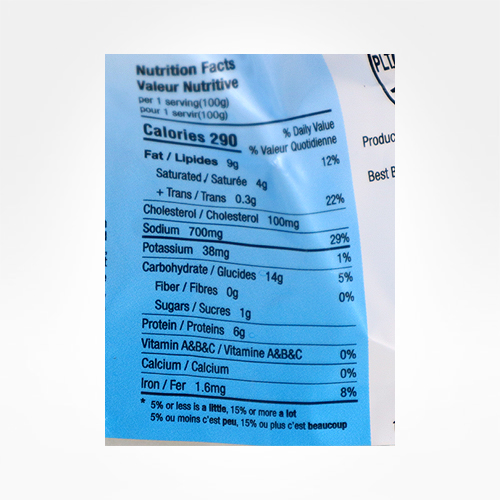 Nutrition Facts
Valeur Nutritive
per 1 serving(100g)
pour 1 servir(100g)
Calories 290
% Daily Value
% Valeur Quotidienne
Fat / Lipides 9g 12%
Saturated / Saturée 4g
+ Trans / Trans 0.3g 22%
Cholesterol / Cholesterol 100mg
Sodium 700mg 29%
Potassium 38mg 1%
Carbohydrate / Glucides 14g 5%
Fiber / Fibres 0g 0%
Sugars / Sucres 1g
Protein / Proteins 6g
Vitamin A&B&C / Vitamine A&B&C 0%
Calcium / Calcium 0%
Iron / Fer 1.6mg 8%
* 5% or less is a little, 15% or more a lot
5% ou moins c'est peu, 15% ou plus c'est beaucoup
Produc
Best B